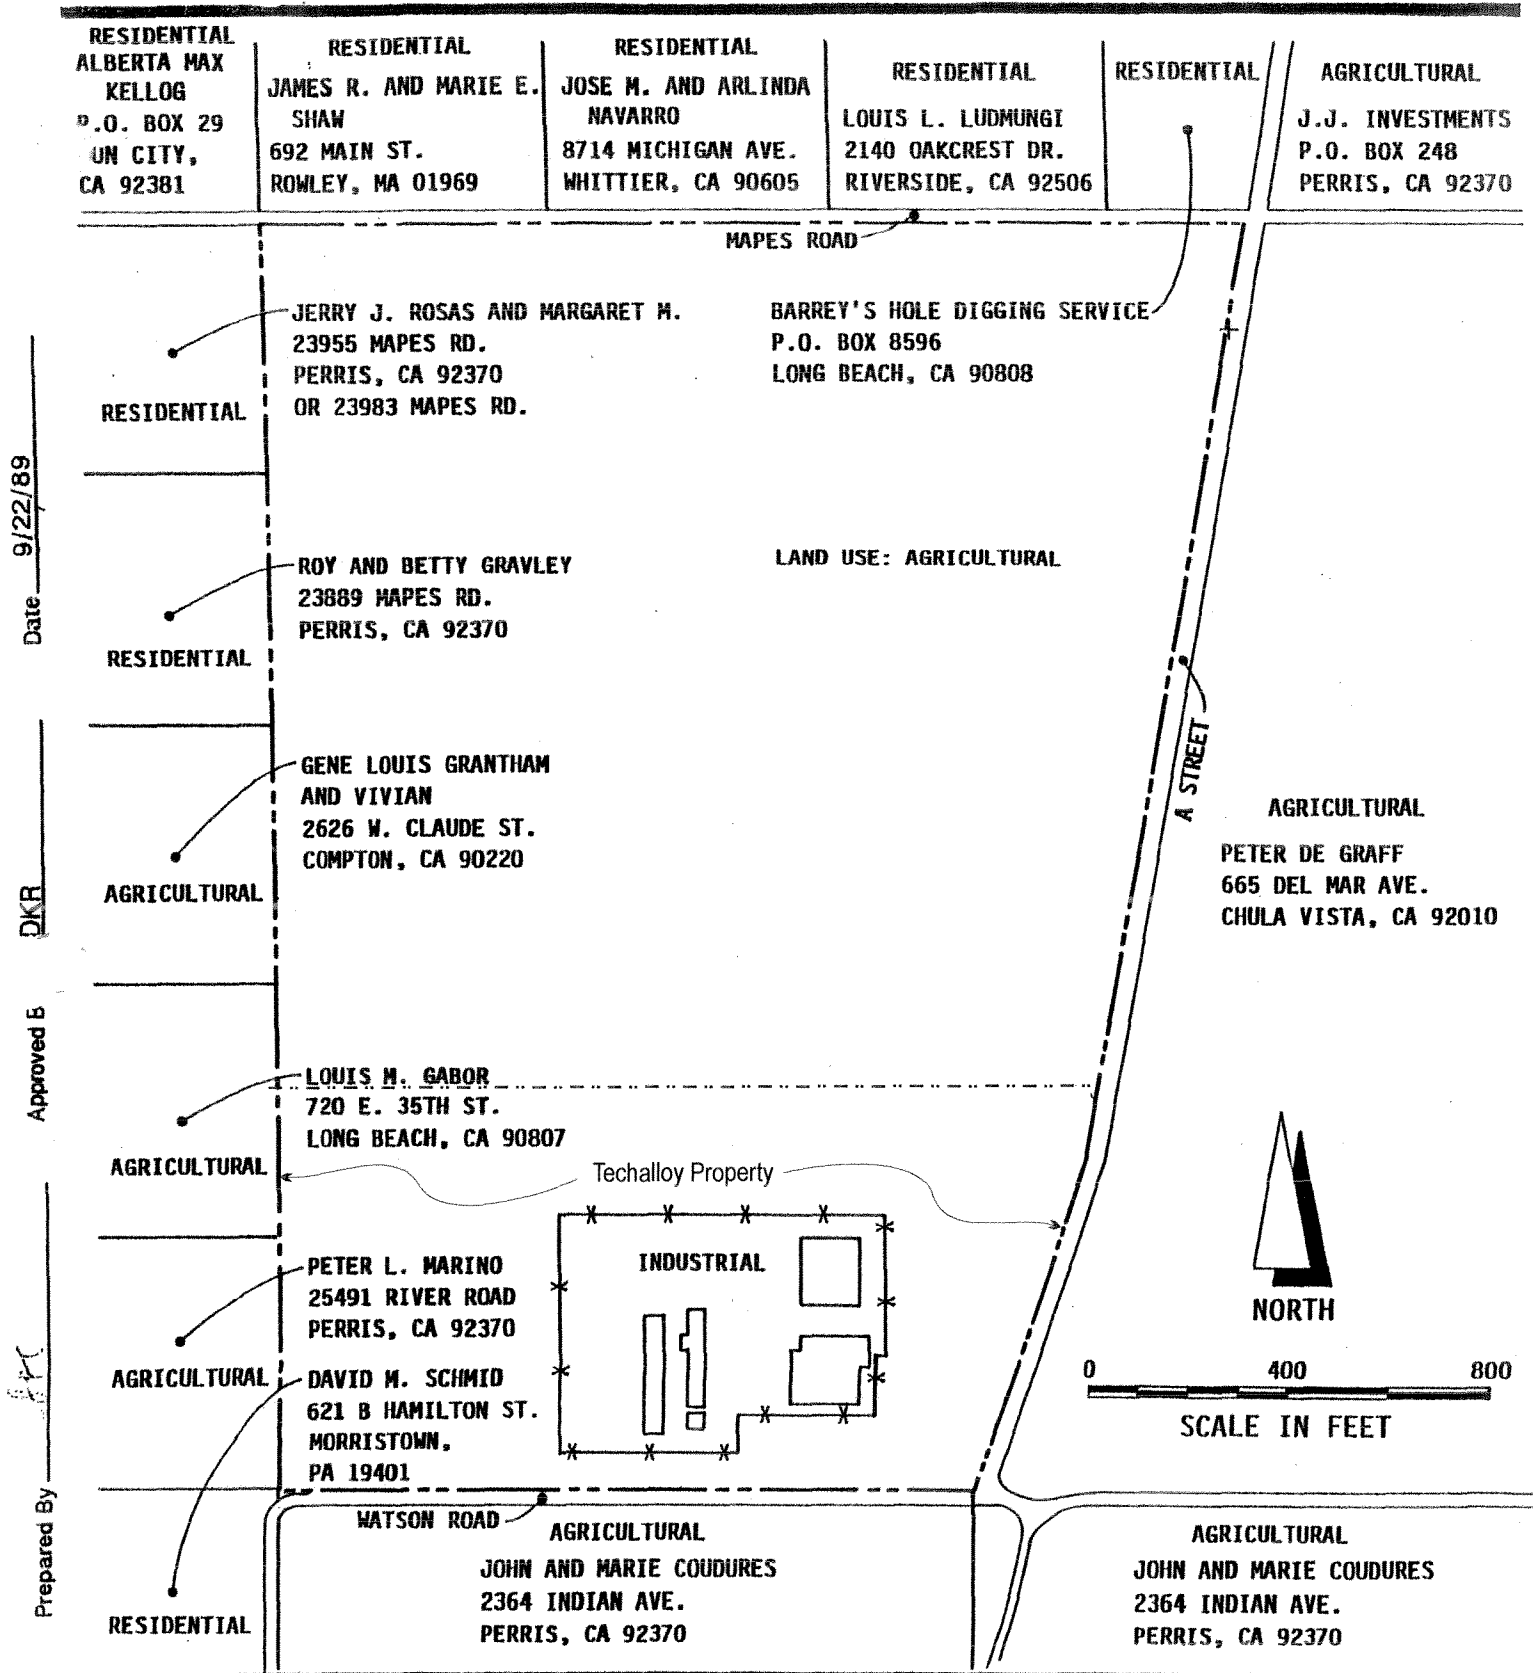 RESIDENTIAL
ALBERTA MAX
KELLOG
P.O. BOX 29
UN CITY,
CA 92381
RESIDENTIAL
JAMES R. AND MARIE E.
SHAW
692 MAIN ST.
ROWLEY, MA 01969
RESIDENTIAL
JOSE M. AND ARLINDA
NAVARRO
8714 MICHIGAN AVE.
WHITTIER, CA 90605
RESIDENTIAL
LOUIS L. LUDMUNGI
2140 OAKCREST DR.
RIVERSIDE, CA 92506
RESIDENTIAL
AGRICULTURAL
J.J. INVESTMENTS
P.O. BOX 248
PERRIS, CA 92370
MAPES ROAD
JERRY J. ROSAS AND MARGARET M.
23955 MAPES RD.
PERRIS, CA 92370
OR 23983 MAPES RD.
RESIDENTIAL
BARREY'S HOLE DIGGING SERVICE
P.O. BOX 8596
LONG BEACH, CA 90808
ROY AND BETTY GRAVLEY
23889 MAPES RD.
PERRIS, CA 92370
RESIDENTIAL
LAND USE: AGRICULTURAL
GENE LOUIS GRANTHAM
AND VIVIAN
2626 W. CLAUDE ST.
COMPTON, CA 90220
AGRICULTURAL
A STREET
AGRICULTURAL
PETER DE GRAFF
665 DEL MAR AVE.
CHULA VISTA, CA 92010
LOUIS M. GABOR
720 E. 35TH ST.
LONG BEACH, CA 90807
AGRICULTURAL
Techalloy Property
INDUSTRIAL
PETER L. MARINO
25491 RIVER ROAD
PERRIS, CA 92370
AGRICULTURAL
DAVID M. SCHMID
621 B HAMILTON ST.
MORRISTOWN,
PA 19401
RESIDENTIAL
NORTH
0 400 800
SCALE IN FEET
WATSON ROAD
AGRICULTURAL
JOHN AND MARIE COUDURES
2364 INDIAN AVE.
PERRIS, CA 92370
AGRICULTURAL
JOHN AND MARIE COUDURES
2364 INDIAN AVE.
PERRIS, CA 92370
Prepared By
Approved B DKR
Date 9/22/89